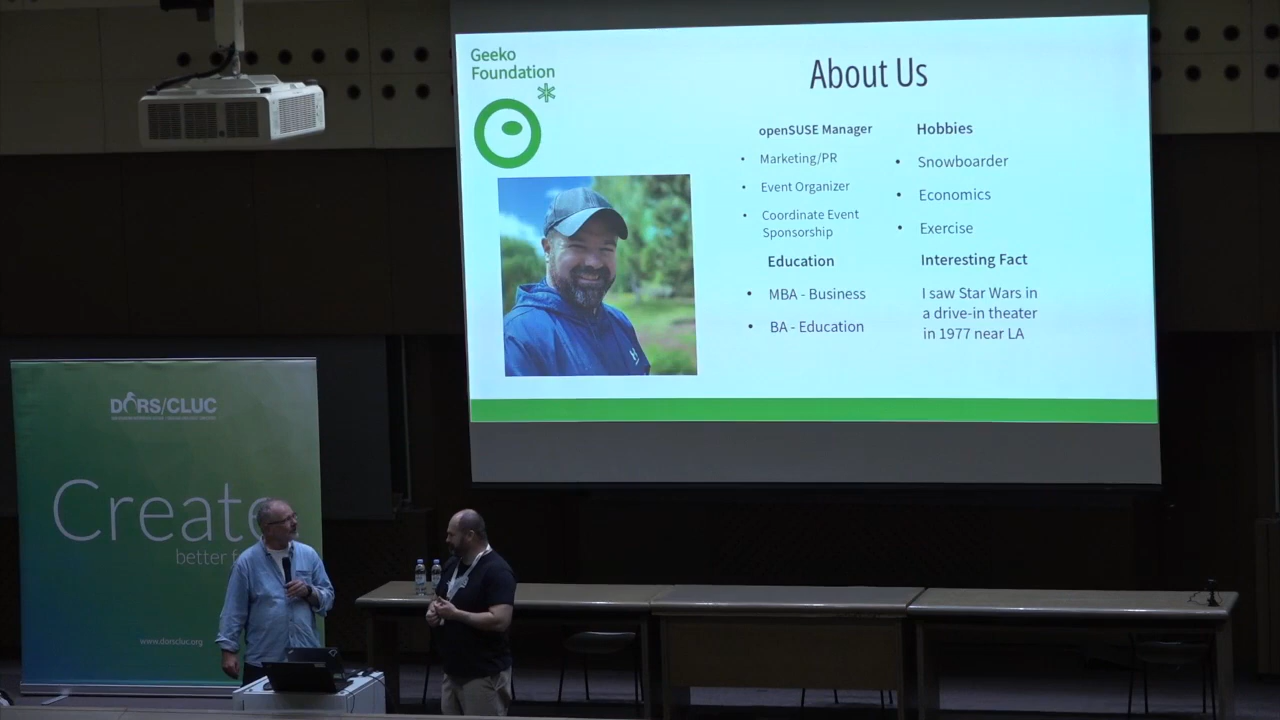 Geeko
Foundation
About Us
openSUSE Manager
Marketing/PR
Event Organizer
Coordinate Event
Sponsorship
Education
MBA - Business
BA - Education
Hobbies
Snowboarder
Economics
Exercise
Interesting Fact
I saw Star Wars in
a drive-in theater
in 1977 near LA
DORS/CLUC
Create
better
www.dorscluc.org